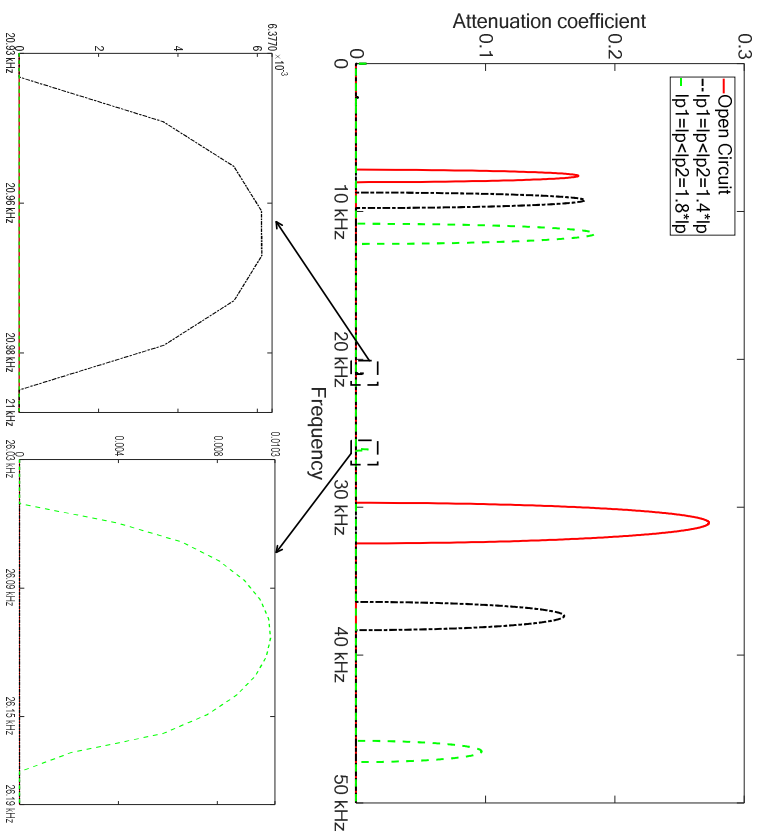 Attenuation coefficient
0.3
0.2
0.1
0
Open Circuit
lp1=lp<lp2=1.4*lp
lp1=lp<lp2=1.8*lp
0
10 kHz
20 kHz
30 kHz
40 kHz
50 kHz
Frequency
6.3770 ×10⁻³
6
4
2
0
20.93 kHz
20.95 kHz
20.98 kHz
21 kHz
0.0103
0.008
0.004
0
26.03 kHz
26.09 kHz
26.15 kHz
26.19 kHz